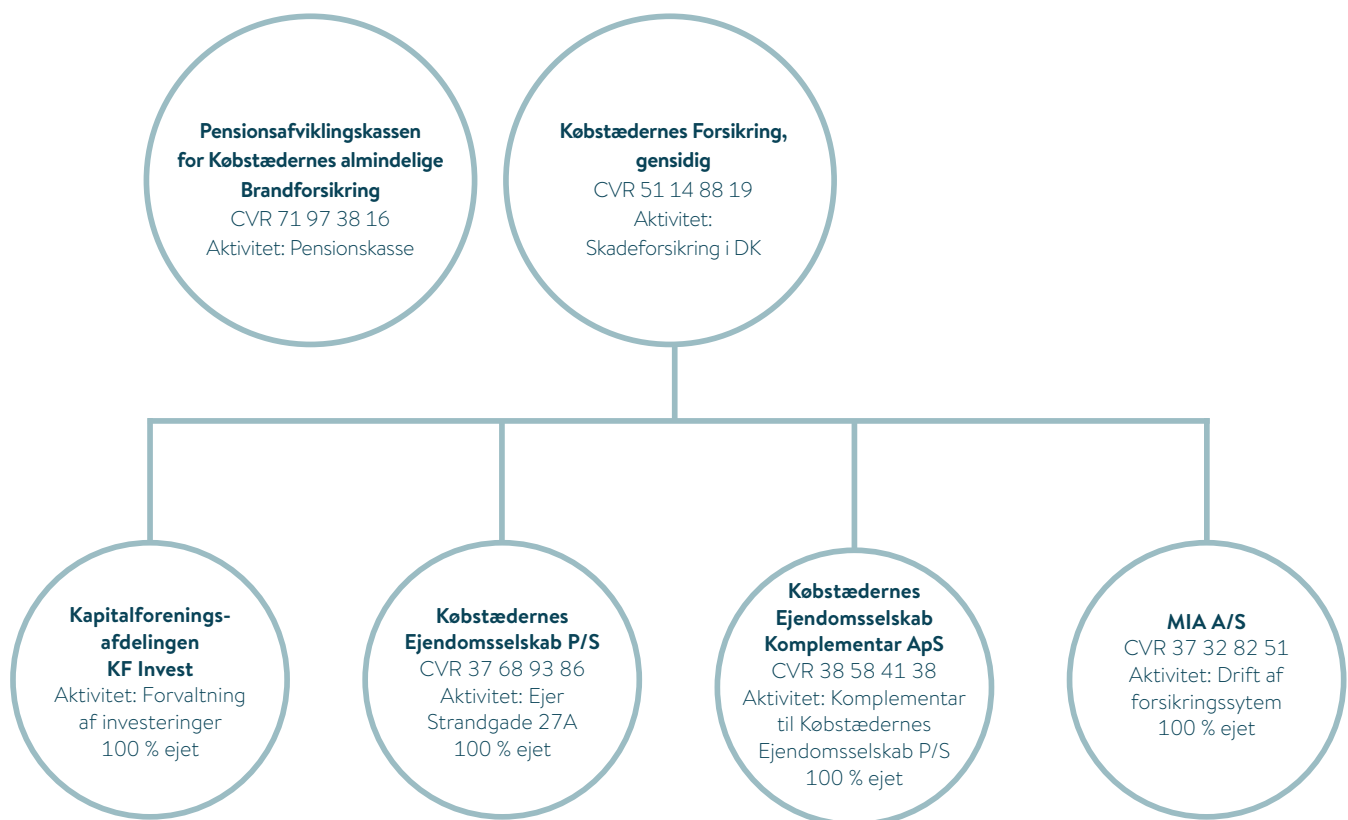 Pensionsafviklingskassen
for Købstædernes almindelige
Brandforsikring
CVR 71 97 38 16
Aktivitet: Pensionskasse
Købstædernes Forsikring,
gensidig
CVR 51 14 88 19
Aktivitet:
Skadeforsikring i DK
Kapitalforenings-
afdelingen
KF Invest
Aktivitet: Forvaltning
af investeringer
100 % ejet
Købstædernes
Ejendomsselskab P/S
CVR 37 68 93 86
Aktivitet: Ejer
Strandgade 27A
100 % ejet
Købstædernes
Ejendomsselskab
Komplementar ApS
CVR 38 58 41 38
Aktivitet: Komplementar
til Købstædernes
Ejendomsselskab P/S
100 % ejet
MIA A/S
CVR 37 32 82 51
Aktivitet: Drift af
forsikringssytem
100 % ejet